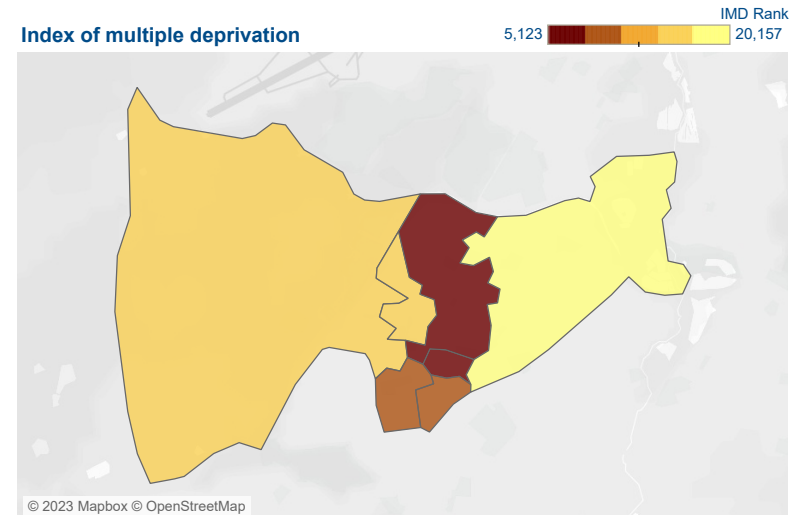 IMD Rank
Index of multiple deprivation
5,123
20,157
© 2023 Mapbox © OpenStreetMap